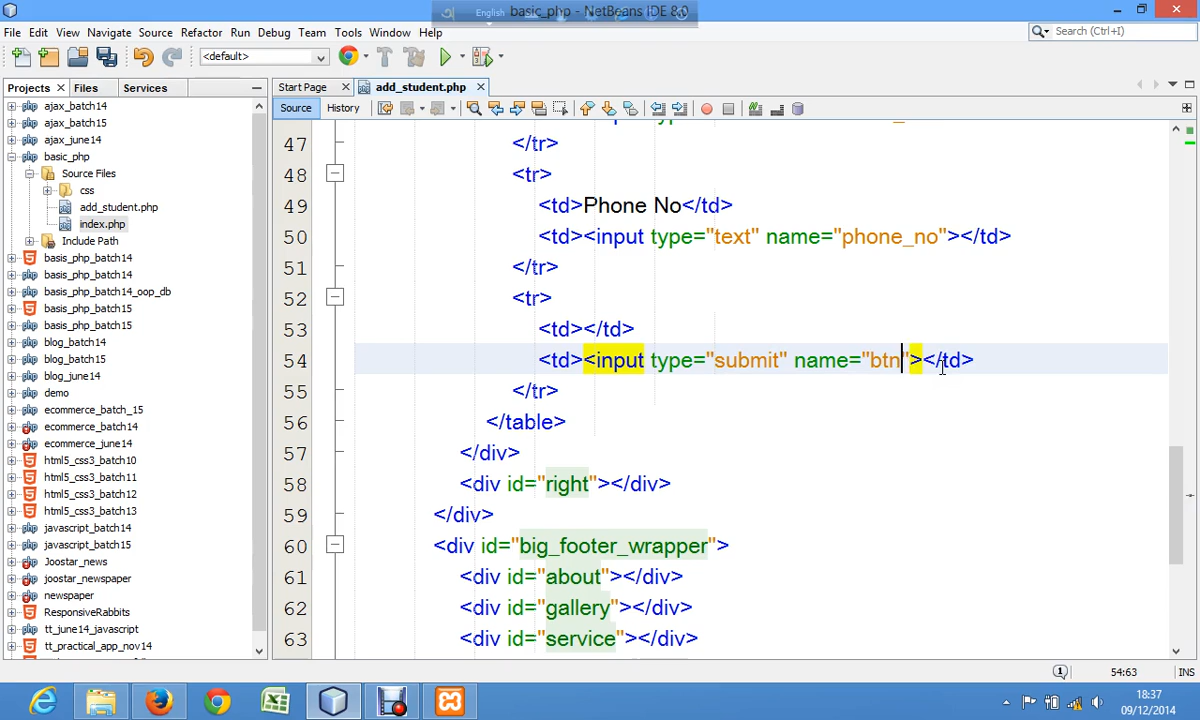 English
basic_php - NetBeans IDE 8.0
File Edit View Navigate Source Refactor Run Debug Team Tools Window Help
Search (Ctrl+I)
<default>
Projects Files Services
Start Page add_student.php
Source History
ajax_batch14
ajax_batch15
ajax_june14
basic_php
Source Files
css
add_student.php
index.php
Include Path
basis_php_batch14
basis_php_batch14
basis_php_batch14_oop_db
basis_php_batch15
basis_php_batch15
blog_batch14
blog_batch15
blog_june14
demo
ecommerce_batch_15
ecommerce_batch14
ecommerce_june14
html5_css3_batch10
html5_css3_batch11
html5_css3_batch12
html5_css3_batch13
javascript_batch14
javascript_batch15
Joostar_news
joostar_newspaper
newspaper
ResponsiveRabbits
tt_june14_javascript
tt_practical_app_nov14
47 </tr>
48 <tr>
49 <td>Phone No</td>
50 <td><input type="text" name="phone_no"></td>
51 </tr>
52 <tr>
53 <td></td>
54 <td><input type="submit" name="btn"></td>
55 </tr>
56 </table>
57 </div>
58 <div id="right"></div>
59 </div>
60 <div id="big_footer_wrapper">
61 <div id="about"></div>
62 <div id="gallery"></div>
63 <div id="service"></div>
1 54:63 INS
18:37
09/12/2014